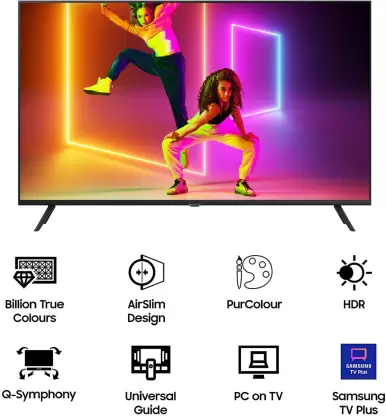 Billion True
Colours
AirSlim
Design
PurColour
HDR
Q-Symphony
Universal
Guide
PC on TV
SAMSUNG
TV Plus
Samsung
TV Plus